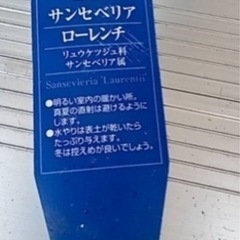 サンセベリア
ローレンチ
リュウケツジュ科
サンセベリア属
Sansevieria 'Laurentii'
●明るい室内の暖かい所。
真夏の直射は避けるように
します。
●水やりは表土が乾いたら
たっぷり与えます。
冬は控えめが良いでしょう。